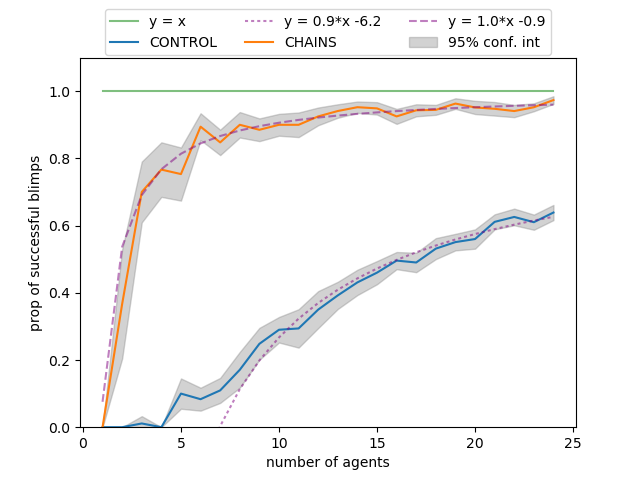 y = x
y = 0.9*x -6.2
y = 1.0*x -0.9
CONTROL
CHAINS
95% conf. int
1.0
0.8
0.6
0.4
0.2
0.0
prop of successful blimps
0
5
10
15
20
25
number of agents